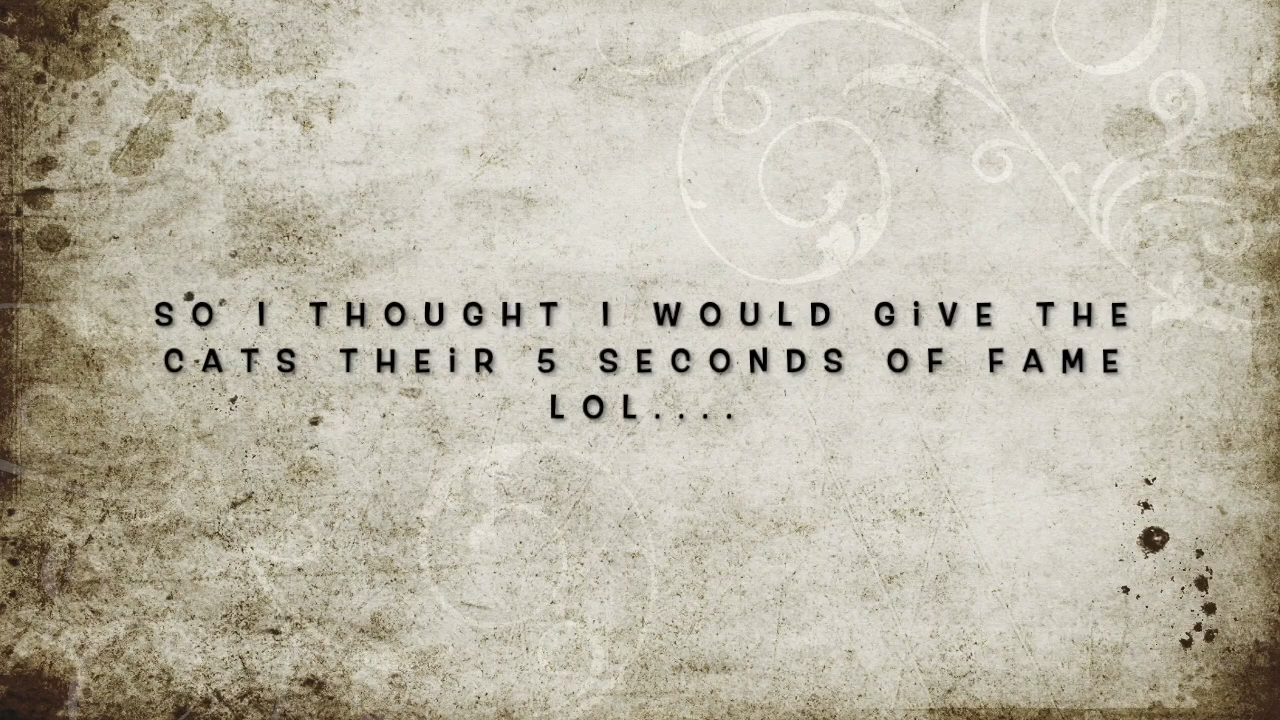 SO I THOUGHT I WOULD GiVE THE
CATS THEiR 5 SECONDS OF FAME
LOL....